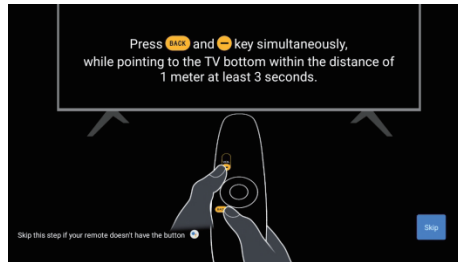 Press BACK and − key simultaneously,
while pointing to the TV bottom within the distance of
1 meter at least 3 seconds.
BACK
Skip this step if your remote doesn't have the button
Skip